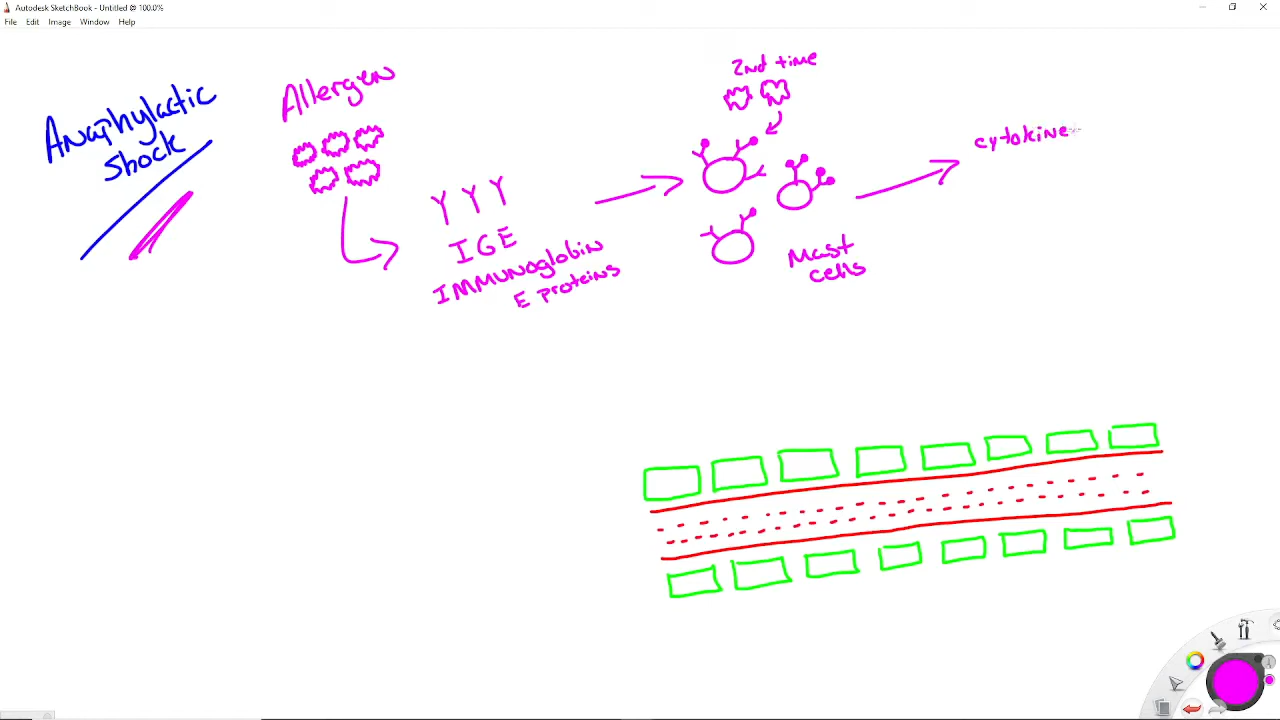 Autodesk SketchBook - Untitled @ 100.0%
File Edit Image Window Help
Anaphylactic
shock
Allergen
IGE
IMMUNOglobin
E proteins
2nd time
Mast
cells
cytokine